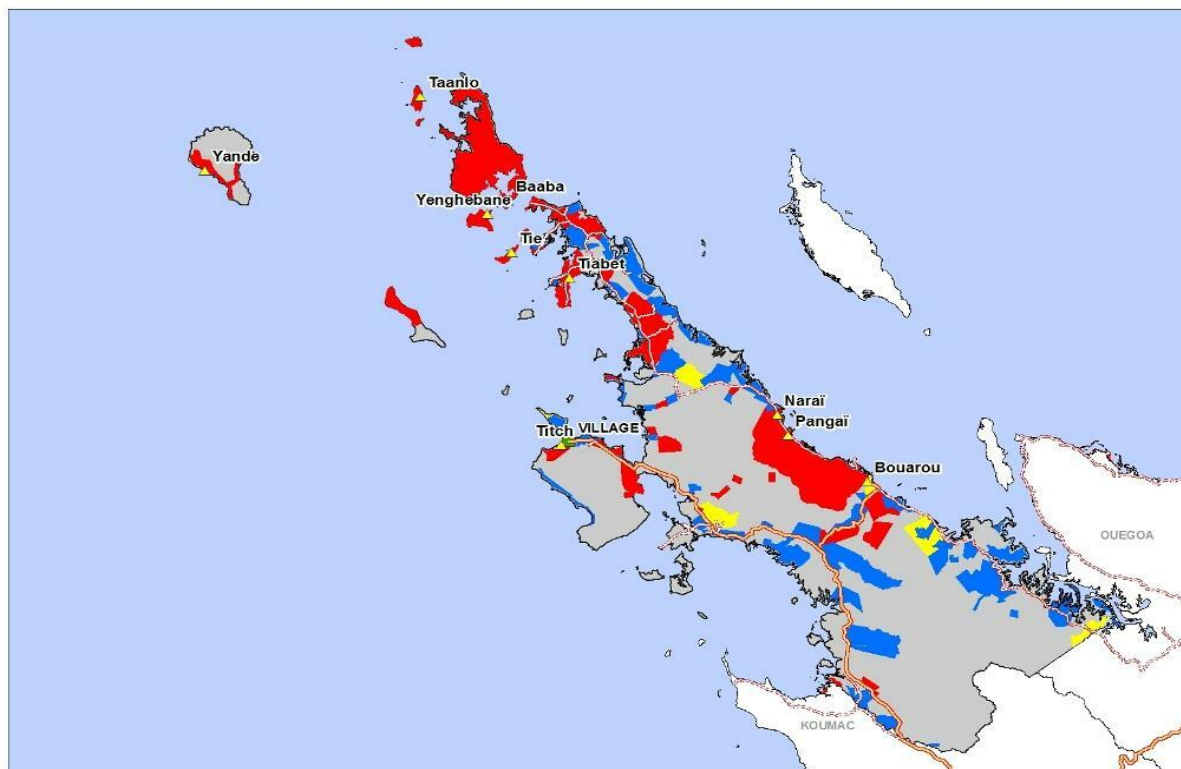 Taanlo
Yande
Baaba
Yenghebane
Tie
Tiabet
Naraï
Pangaï
Titch
VILLAGE
Bouarou
OUEGOA
KOUMAC